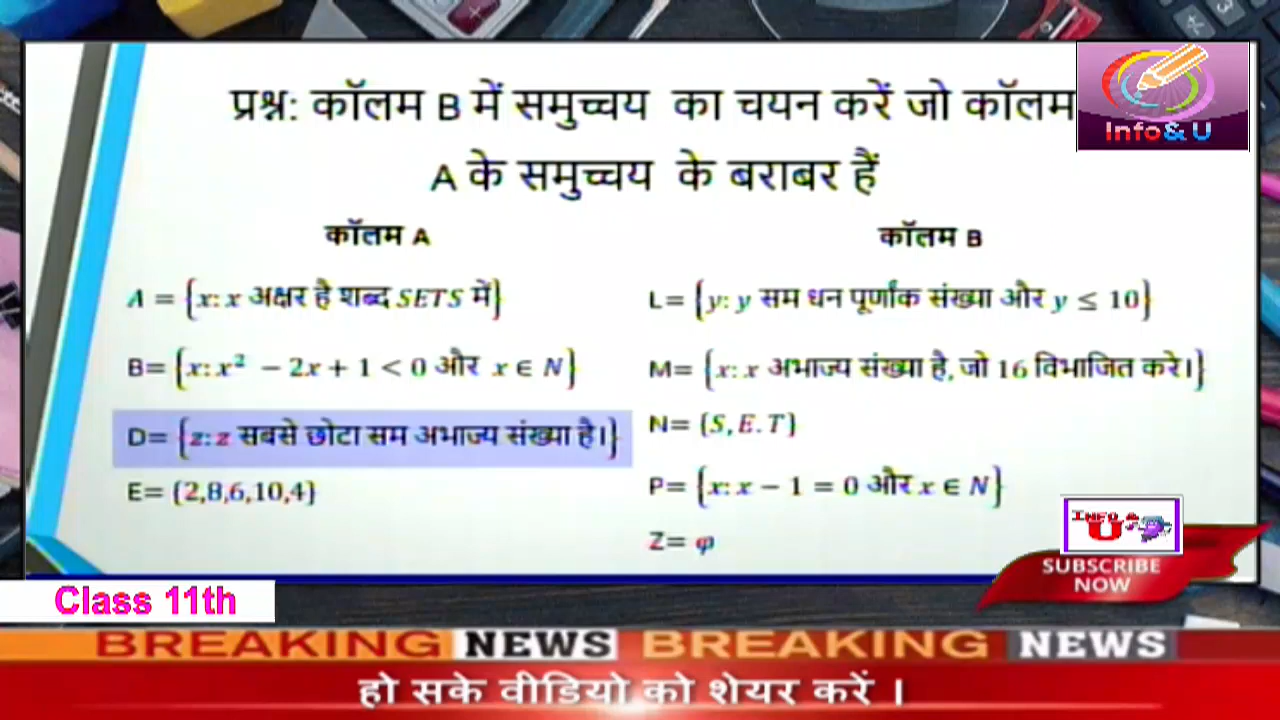 प्रश्न: कॉलम B में समुच्चय का चयन करें जो कॉलम
A के समुच्चय के बराबर हैं
Info&U
कॉलम A
कॉलम B
A = {x: x अक्षर है शब्द SETS में}
L= {y: y सम धन पूर्णांक संख्या और y ≤ 10}
B= {x: x² − 2x + 1 < 0 और x ∈ N}
M= {x: x अभाज्य संख्या है, जो 16 विभाजित करे।}
D= {z: z सबसे छोटा सम अभाज्य संख्या है।}
N= {S, E. T}
E= {2,8,6,10,4}
P= {x: x − 1 = 0 और x ∈ N}
Z= φ
INFO & U
SUBSCRIBE
NOW
Class 11th
BREAKING NEWS BREAKING NEWS
हो सके वीडियो को शेयर करें ।